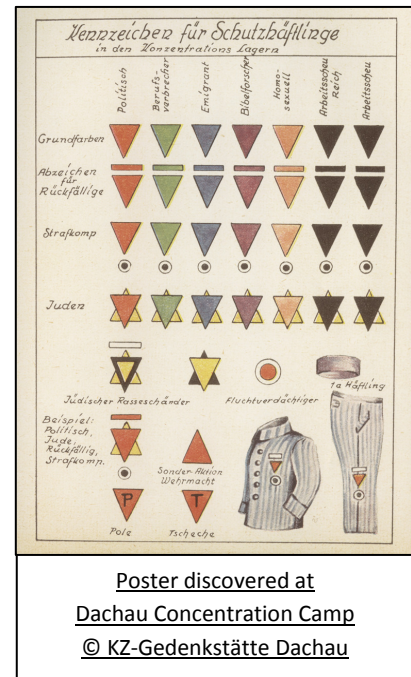 Kennzeichen für Schutzhäftlinge
in den Konzentrations Lagern
Politisch
Berufs-
verbrecher
Emigrant
Bibelforscher
Homo-
sexuell
Arbeitsscheu
Reich
Arbeitsscheu
Grundfarben
Abzeichen
für
Rückfällige
Strafkomp
Juden
Jüdischer Rasseschänder
Fluchtverdächtiger
1a Häftling
Beispiel:
Politisch,
Jude,
Rückfällig,
Strafkomp.
Sonder-Aktion
Wehrmacht
P
T
Pole
Tscheche
Poster discovered at
Dachau Concentration Camp
© KZ-Gedenkstätte Dachau